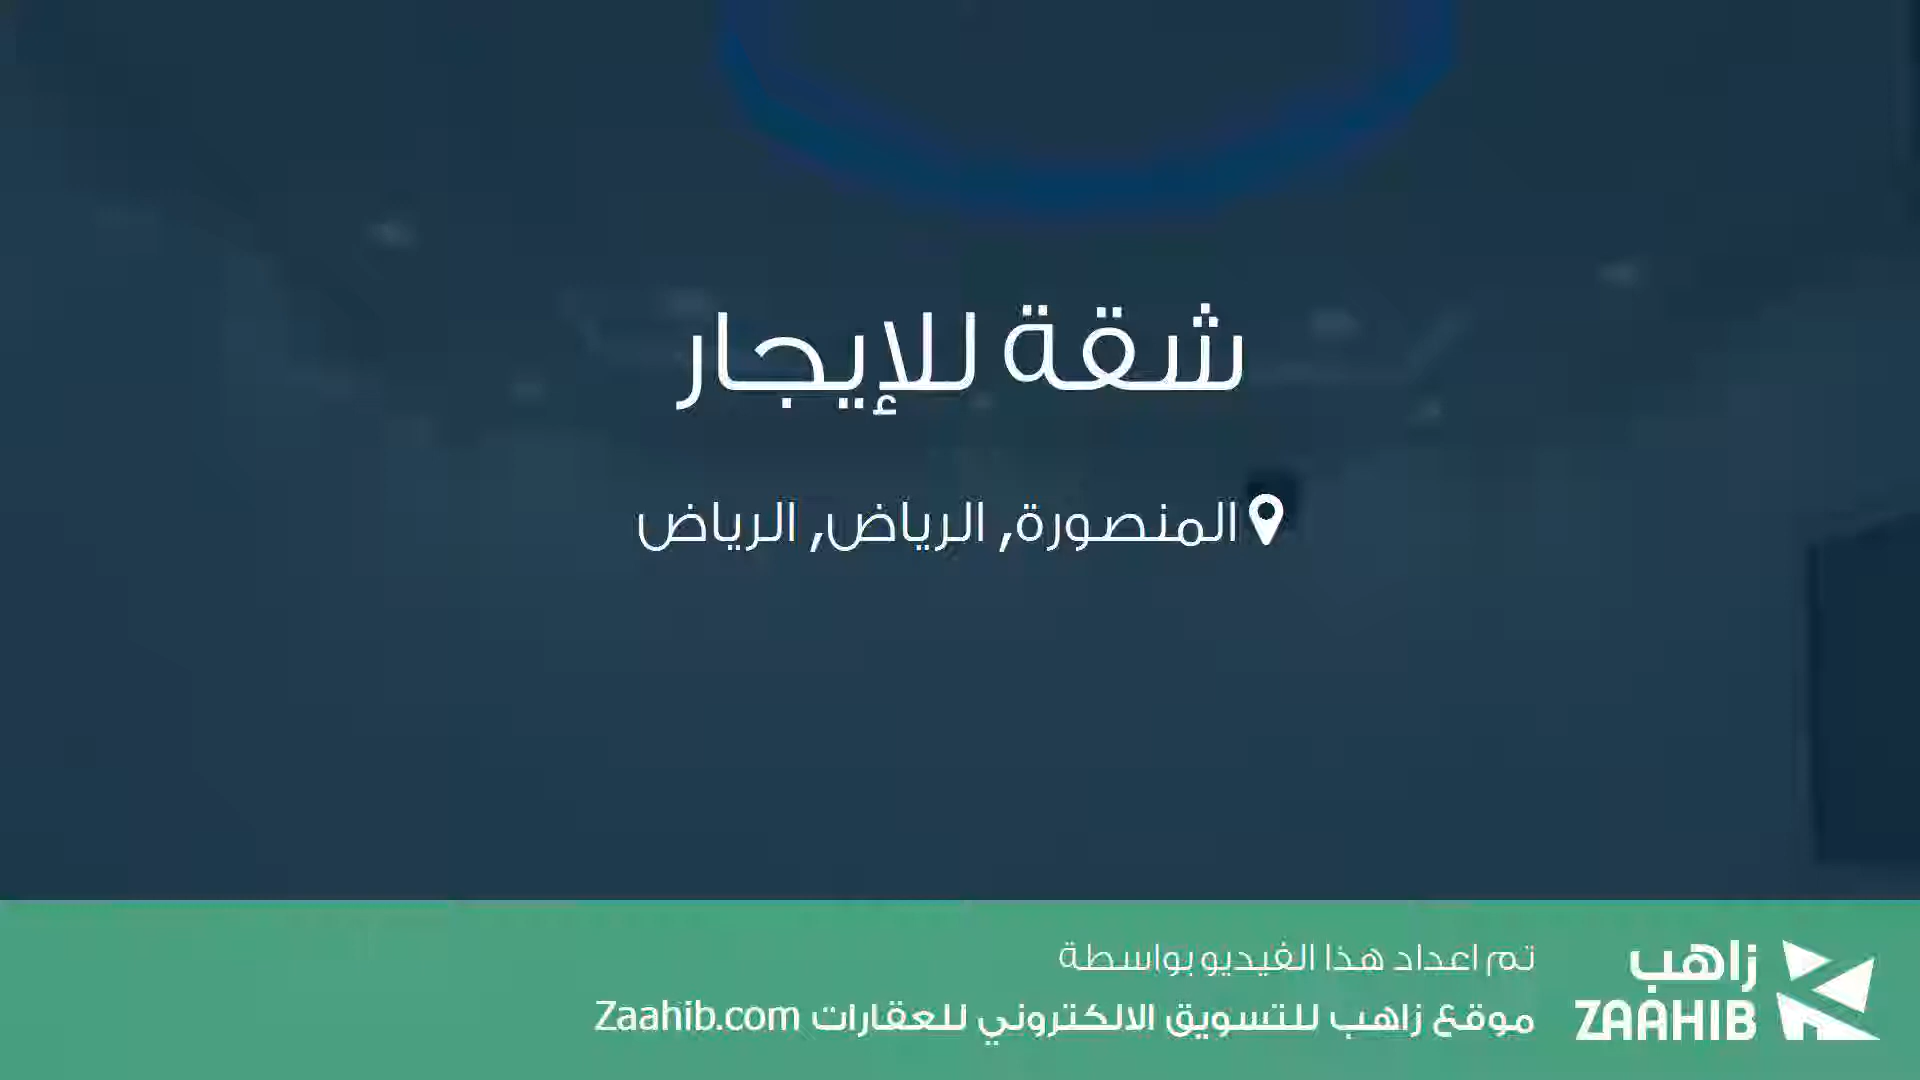 شقة للإيجار
المنصورة, الرياض, الرياض
زاهب
ZAAHIB
تم اعداد هذا الفيديو بواسطة
موقع زاهب للتسويق الالكتروني للعقارات Zaahib.com